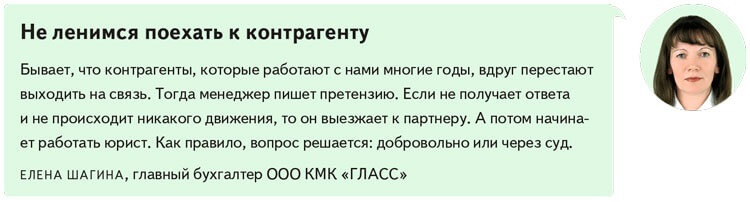 Не ленимся поехать к контрагенту
Бывает, что контрагенты, которые работают с нами многие годы, вдруг перестают
выходить на связь. Тогда менеджер пишет претензию. Если не получает ответа
и не происходит никакого движения, то он выезжает к партнеру. А потом начина-
ет работать юрист. Как правило, вопрос решается: добровольно или через суд.
ЕЛЕНА ШАГИНА, главный бухгалтер ООО КМК «ГЛАСС»